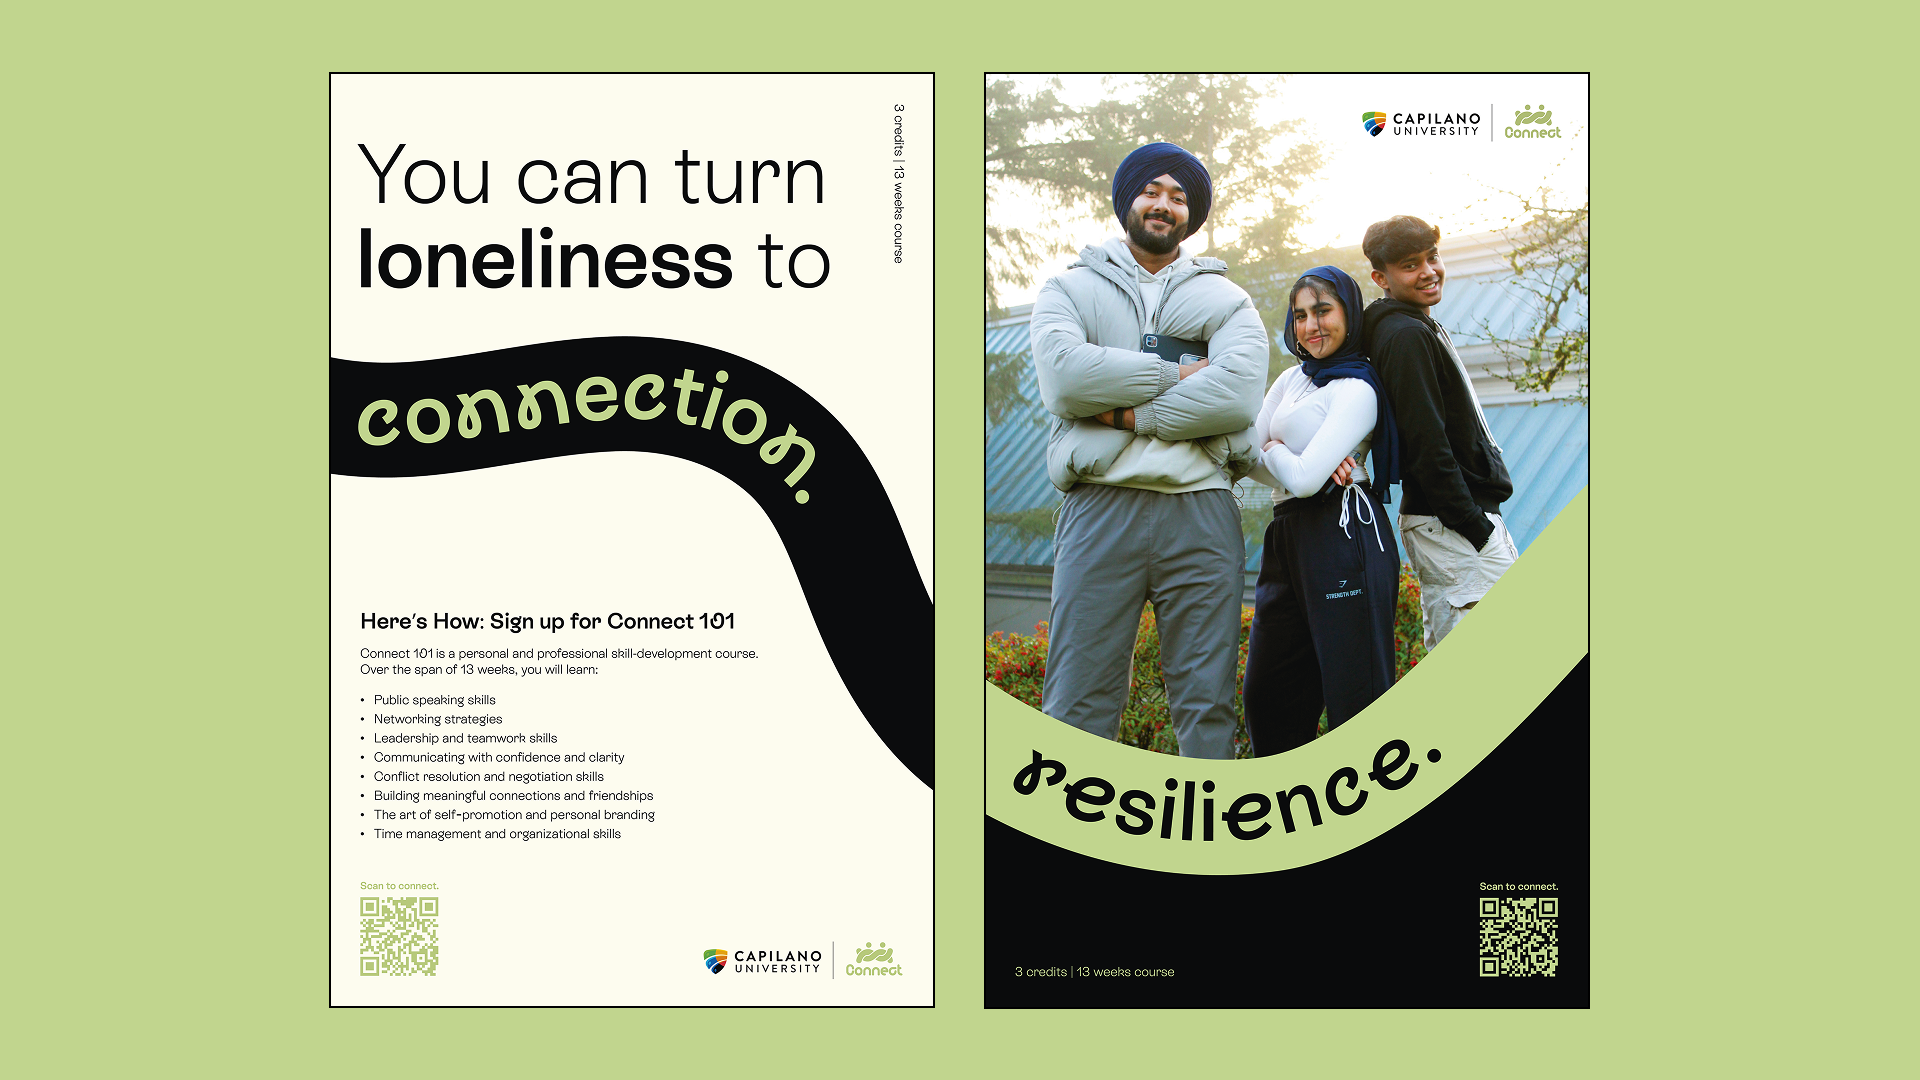 You can turn
loneliness to
connection.
3 credits | 13 weeks course
Here's How: Sign up for Connect 101
Connect 101 is a personal and professional skill-development course.
Over the span of 13 weeks, you will learn:
• Public speaking skills
• Networking strategies
• Leadership and teamwork skills
• Communicating with confidence and clarity
• Conflict resolution and negotiation skills
• Building meaningful connections and friendships
• The art of self-promotion and personal branding
• Time management and organizational skills
Scan to connect.
CAPILANO
UNIVERSITY
Connect
CAPILANO
UNIVERSITY
Connect
STRENGTH DEPT.
resilience.
Scan to connect.
3 credits | 13 weeks course